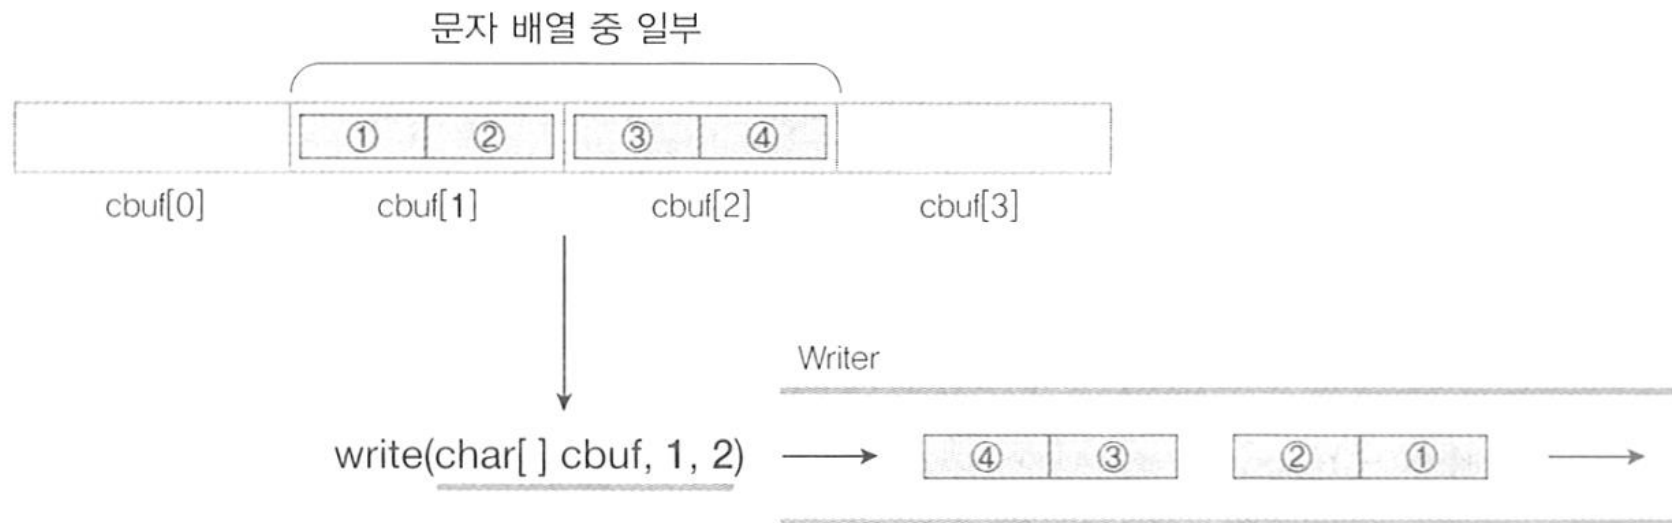 문자 배열 중 일부
① ② ③ ④
cbuf[0] cbuf[1] cbuf[2] cbuf[3]
Writer
write(char[ ] cbuf, 1, 2) ④ ③ ② ①